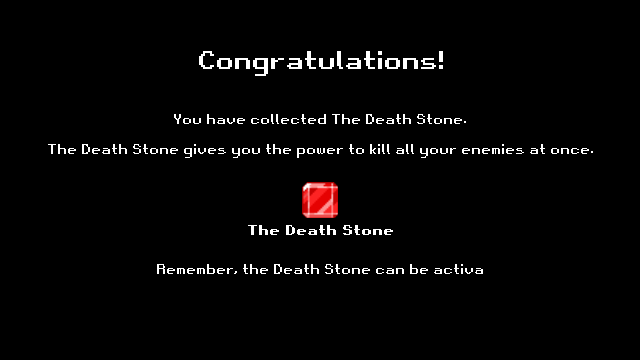 Congratulations!
You have collected The Death Stone.
The Death Stone gives you the power to kill all your enemies at once.
The Death Stone
Remember, the Death Stone can be activa